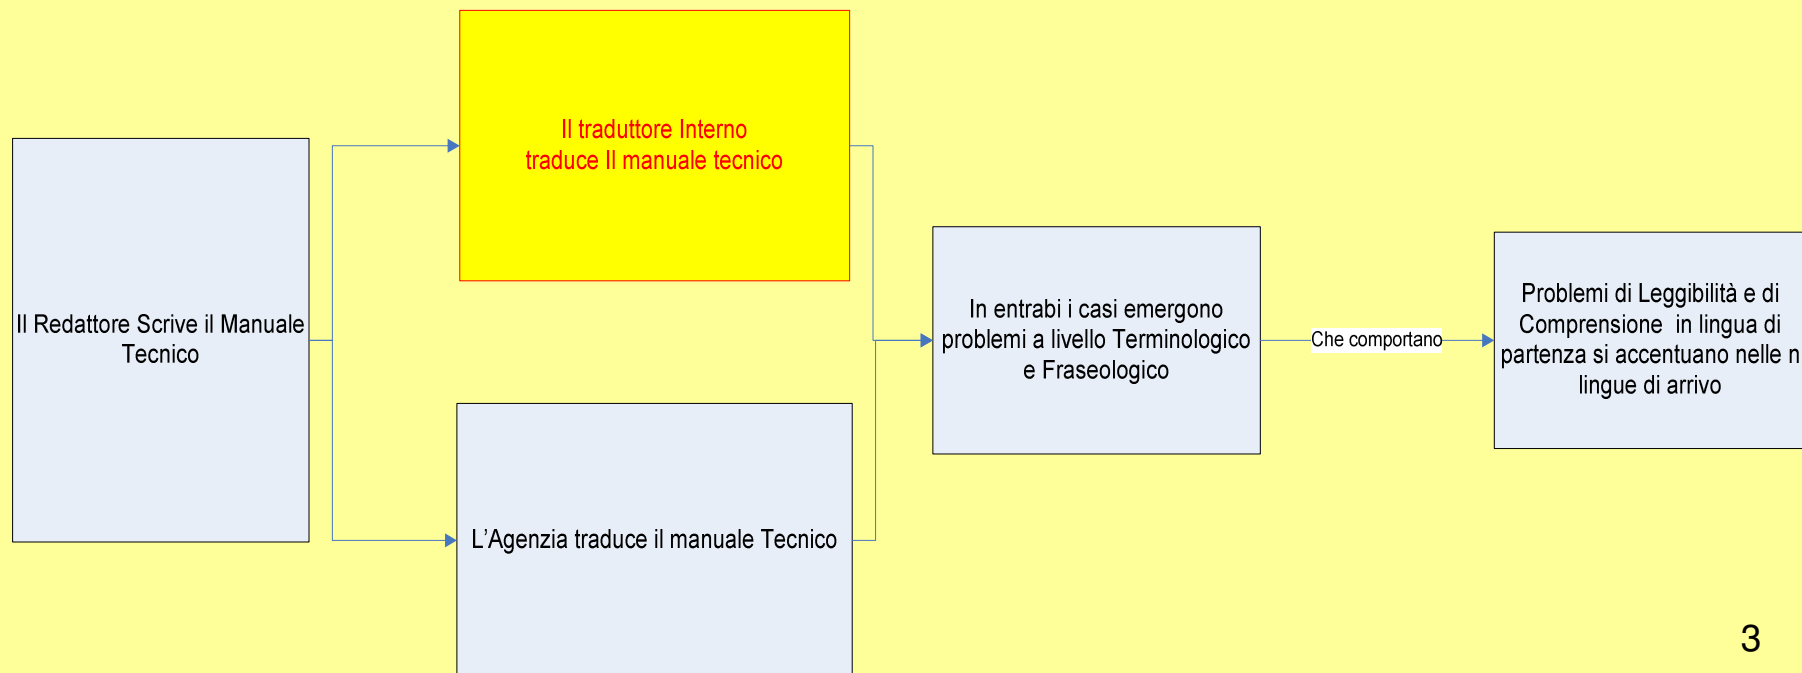 Il Redattore Scrive il Manuale
Tecnico
Il traduttore Interno
traduce Il manuale tecnico
L'Agenzia traduce il manuale Tecnico
In entrabi i casi emergono
problemi a livello Terminologico
e Fraseologico
Che comportano
Problemi di Leggibilità e di
Comprensione in lingua di
partenza si accentuano nelle n
lingue di arrivo
3